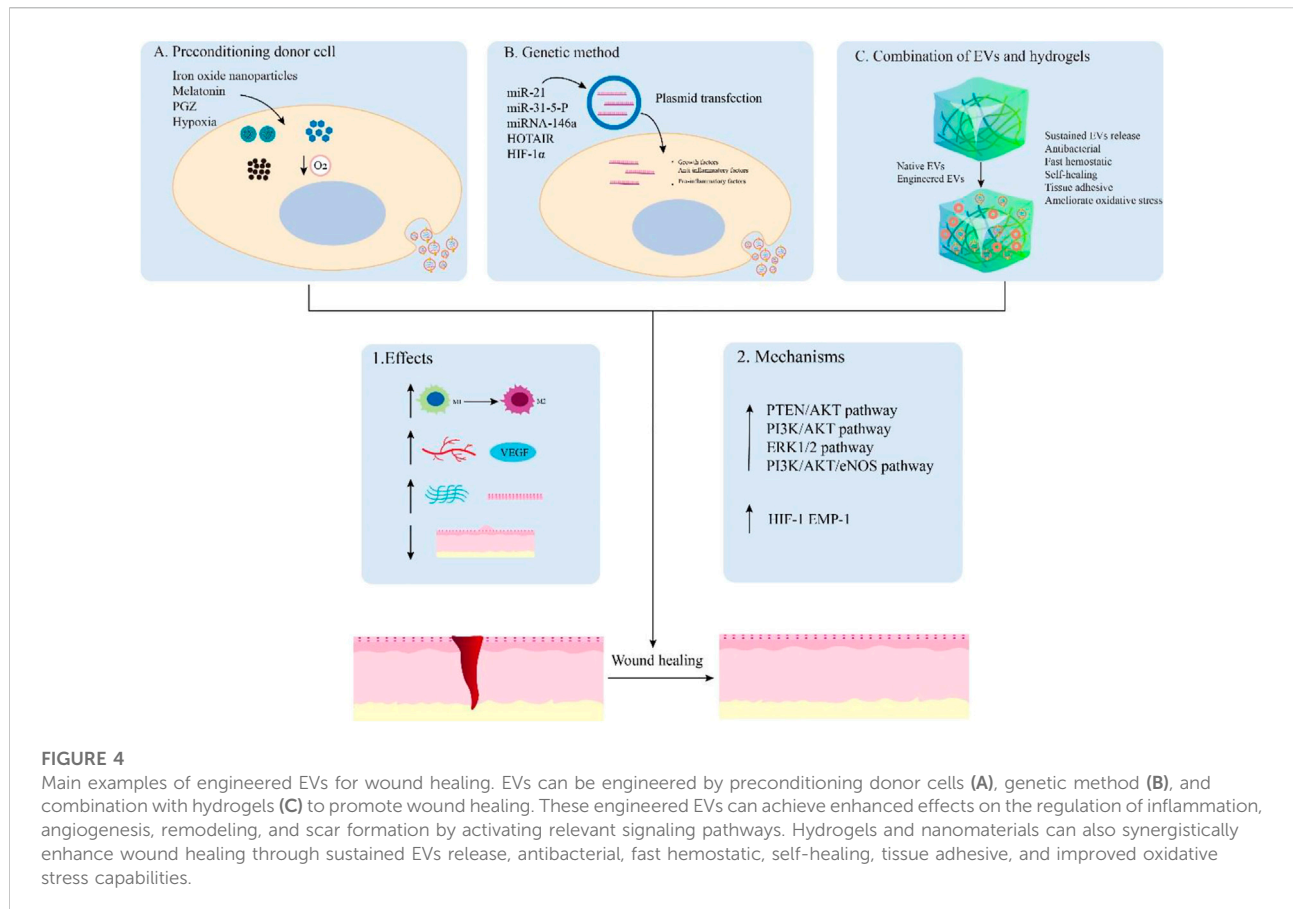 A. Preconditioning donor cell
Iron oxide nanoparticles
Melatonin
PGZ
Hypoxia
O2
B. Genetic method
miR-21
miR-31-5-P
miRNA-146a
HOTAIR
HIF-1α
Plasmid transfection
Growth factors
Anti-inflammatory factors
Pro-inflammatory factors
C. Combination of EVs and hydrogels
Native EVs
Engineered EVs
Sustained EVs release
Antibacterial
Fast hemostatic
Self-healing
Tissue adhesive
Ameliorate oxidative stress
1.Effects
M1
M2
VEGF
2. Mechanisms
PTEN/AKT pathway
PI3K/AKT pathway
ERK1/2 pathway
PI3K/AKT/eNOS pathway
HIF-1 EMP-1
Wound healing
FIGURE 4
Main examples of engineered EVs for wound healing. EVs can be engineered by preconditioning donor cells (A), genetic method (B), and
combination with hydrogels (C) to promote wound healing. These engineered EVs can achieve enhanced effects on the regulation of inflammation,
angiogenesis, remodeling, and scar formation by activating relevant signaling pathways. Hydrogels and nanomaterials can also synergistically
enhance wound healing through sustained EVs release, antibacterial, fast hemostatic, self-healing, tissue adhesive, and improved oxidative
stress capabilities.